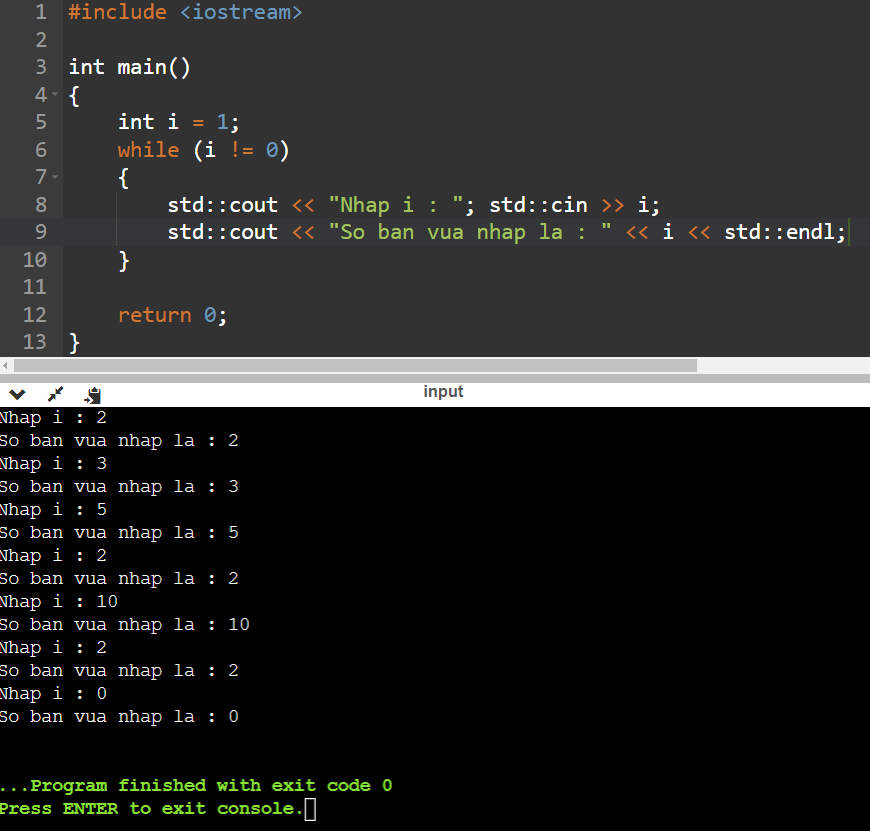 1 #include <iostream>
2
3 int main()
4 {
5     int i = 1;
6     while (i != 0)
7     {
8         std::cout << "Nhap i : "; std::cin >> i;
9         std::cout << "So ban vua nhap la : " << i << std::endl;
10     }
11
12     return 0;
13 }
input
Nhap i : 2
So ban vua nhap la : 2
Nhap i : 3
So ban vua nhap la : 3
Nhap i : 5
So ban vua nhap la : 5
Nhap i : 2
So ban vua nhap la : 2
Nhap i : 10
So ban vua nhap la : 10
Nhap i : 2
So ban vua nhap la : 2
Nhap i : 0
So ban vua nhap la : 0
...Program finished with exit code 0
Press ENTER to exit console.